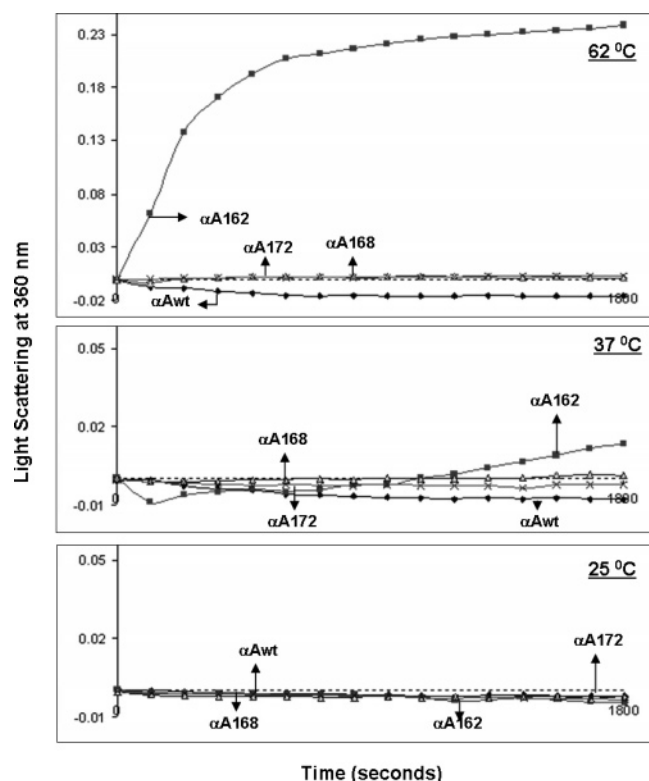 Light Scattering at 360 nm
0.23
0.18
0.13
0.08
0.03
-0.02
0
1800
62 ⁰C
αA162
αA172
αA168
αAwt
0.05
0.02
-0.01
0
1800
37 ⁰C
αA162
αA168
αA172
αAwt
0.05
0.02
-0.01
0
1800
25 ⁰C
αA172
αAwt
αA168
αA162
Time (seconds)